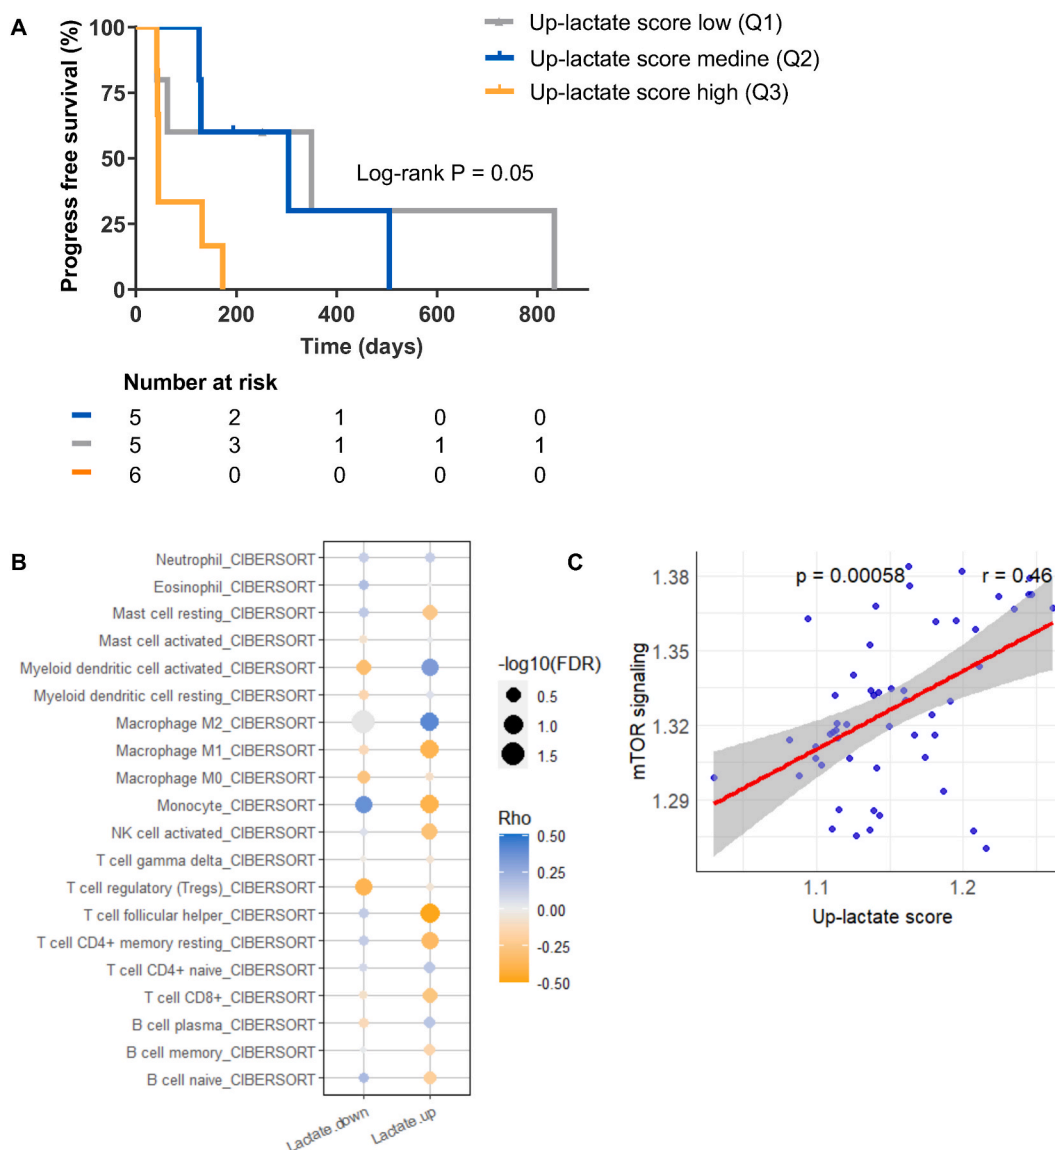 A
Progress free survival (%)
100
75
50
25
0
0 200 400 600 800
Time (days)
Up-lactate score low (Q1)
Up-lactate score medine (Q2)
Up-lactate score high (Q3)
Log-rank P = 0.05
Number at risk
5 2 1 0 0
5 3 1 1 1
6 0 0 0 0
B
Neutrophil_CIBERSORT
Eosinophil_CIBERSORT
Mast cell resting_CIBERSORT
Mast cell activated_CIBERSORT
Myeloid dendritic cell activated_CIBERSORT
Myeloid dendritic cell resting_CIBERSORT
Macrophage M2_CIBERSORT
Macrophage M1_CIBERSORT
Macrophage M0_CIBERSORT
Monocyte_CIBERSORT
NK cell activated_CIBERSORT
T cell gamma delta_CIBERSORT
T cell regulatory (Tregs)_CIBERSORT
T cell follicular helper_CIBERSORT
T cell CD4+ memory resting_CIBERSORT
T cell CD4+ naive_CIBERSORT
T cell CD8+_CIBERSORT
B cell plasma_CIBERSORT
B cell memory_CIBERSORT
B cell naive_CIBERSORT
Lactate_down
Lactate_up
-log10(FDR)
0.5
1.0
1.5
Rho
0.50
0.25
0.00
-0.25
-0.50
C
p = 0.00058
r = 0.46
mTOR signaling
1.38
1.35
1.32
1.29
1.1 1.2
Up-lactate score